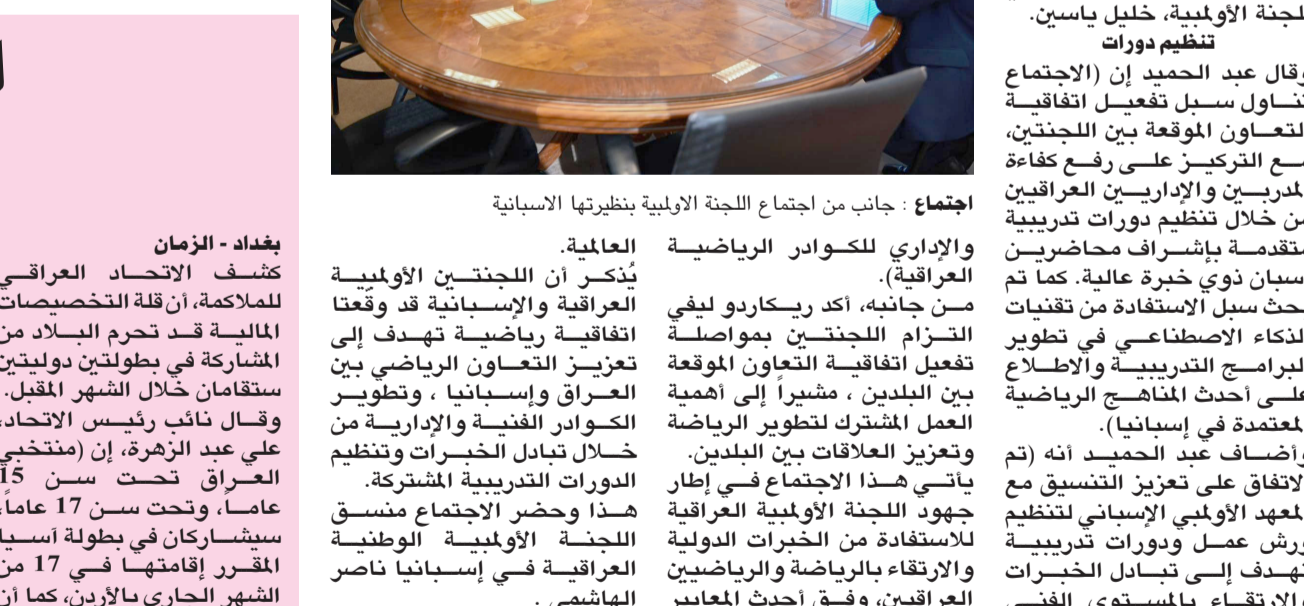 للجنة الأولمبية، خليل ياسين.
تنظيم دورات
وقال عبد الحميد إن (الاجتماع
تناول سبل تفعيل اتفاقية
التعاون الموقعة بين اللجنتين،
مع التركيز على رفع كفاءة
المدربين والإداريين العراقيين
من خلال تنظيم دورات تدريبية
متقدمة بإشراف محاضرين
اسبان ذوي خبرة عالية. كما تم
بحث سبل الاستفادة من تقنيات
الذكاء الاصطناعي في تطوير
البرامج التدريبية والاطلاع
على أحدث المناهج الرياضية
المعتمدة في إسبانيا).
وأضاف عبد الحميد أنه (تم
الاتفاق على تعزيز التنسيق مع
المعهد الأولمبي الإسباني لتنظيم
ورش عمل ودورات تدريبية
تهدف إلى تبادل الخبرات
والارتقاء بالمستوى الفني
اجتماع : جانب من اجتماع اللجنة الاولمبية بنظيرتها الاسبانية
والإداري للكوادر الرياضية
العراقية).
من جانبه، أكد ريكاردو ليفي
التزام اللجنتين بمواصلة
تفعيل اتفاقية التعاون الموقعة
بين البلدين ، مشيراً إلى أهمية
العمل المشترك لتطوير الرياضة
وتعزيز العلاقات بين البلدين.
يأتي هذا الاجتماع في إطار
جهود اللجنة الأولمبية العراقية
للاستفادة من الخبرات الدولية
والارتقاء بالرياضة والرياضيين
العراقيين، وفق أحدث المعايير
العالمية.
يُذكر أن اللجنتين الأولمبية
العراقية والإسبانية قد وقّعتا
اتفاقية رياضية تهدف إلى
تعزيز التعاون الرياضي بين
العراق وإسبانيا ، وتطوير
الكوادر الفنية والإدارية من
خلال تبادل الخبرات وتنظيم
الدورات التدريبية المشتركة.
هذا وحضر الاجتماع منسق
اللجنة الأولمبية الوطنية
العراقية في إسبانيا ناصر
الهاشمي .
بغداد - الزمان
كشف الاتحاد العراقي
للملاكمة، أن قلة التخصيصات
المالية قد تحرم البلاد من
المشاركة في بطولتين دوليتين
ستقامان خلال الشهر المقبل.
وقال نائب رئيس الاتحاد،
علي عبد الزهرة، إن (منتخبي
العراق تحت سن 15
عاماً، وتحت سن 17 عاماً،
سيشاركان في بطولة آسيا
المقرر إقامتها في 17 من
الشهر الجاري بالأردن، كما أن